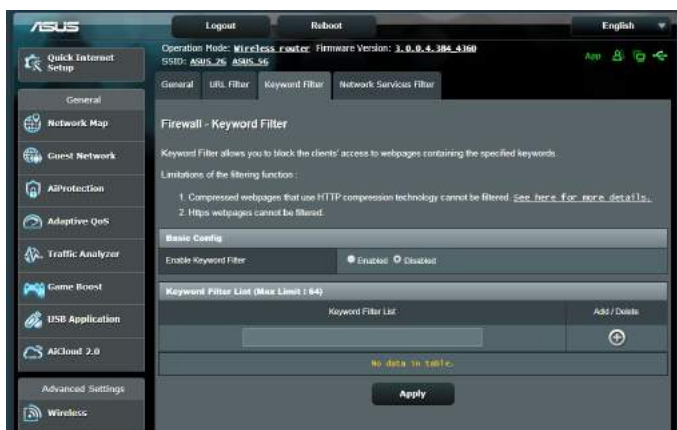 ASUS
Logout
Reboot
English
Operation Mode: Wireless router Firmware Version: 3.0.0.4.384_4360
SSID: ASUS_26 ASUS_56
App
Quick Internet Setup
General
Network Map
Guest Network
AiProtection
Adaptive QoS
Traffic Analyzer
Game Boost
USB Application
AiCloud 2.0
Advanced Settings
Wireless
General
URL Filter
Keyword Filter
Network Services Filter
Firewall - Keyword Filter
Keyword Filter allows you to block the clients' access to webpages containing the specified keywords.
Limitations of the filtering function :
1. Compressed webpages that use HTTP compression technology cannot be filtered. See here for more details.
2. Https webpages cannot be filtered.
Basic Config
Enable Keyword Filter
Enabled
Disabled
Keyword Filter List (Max Limit : 64)
Keyword Filter List
Add / Delete
No data in table.
Apply